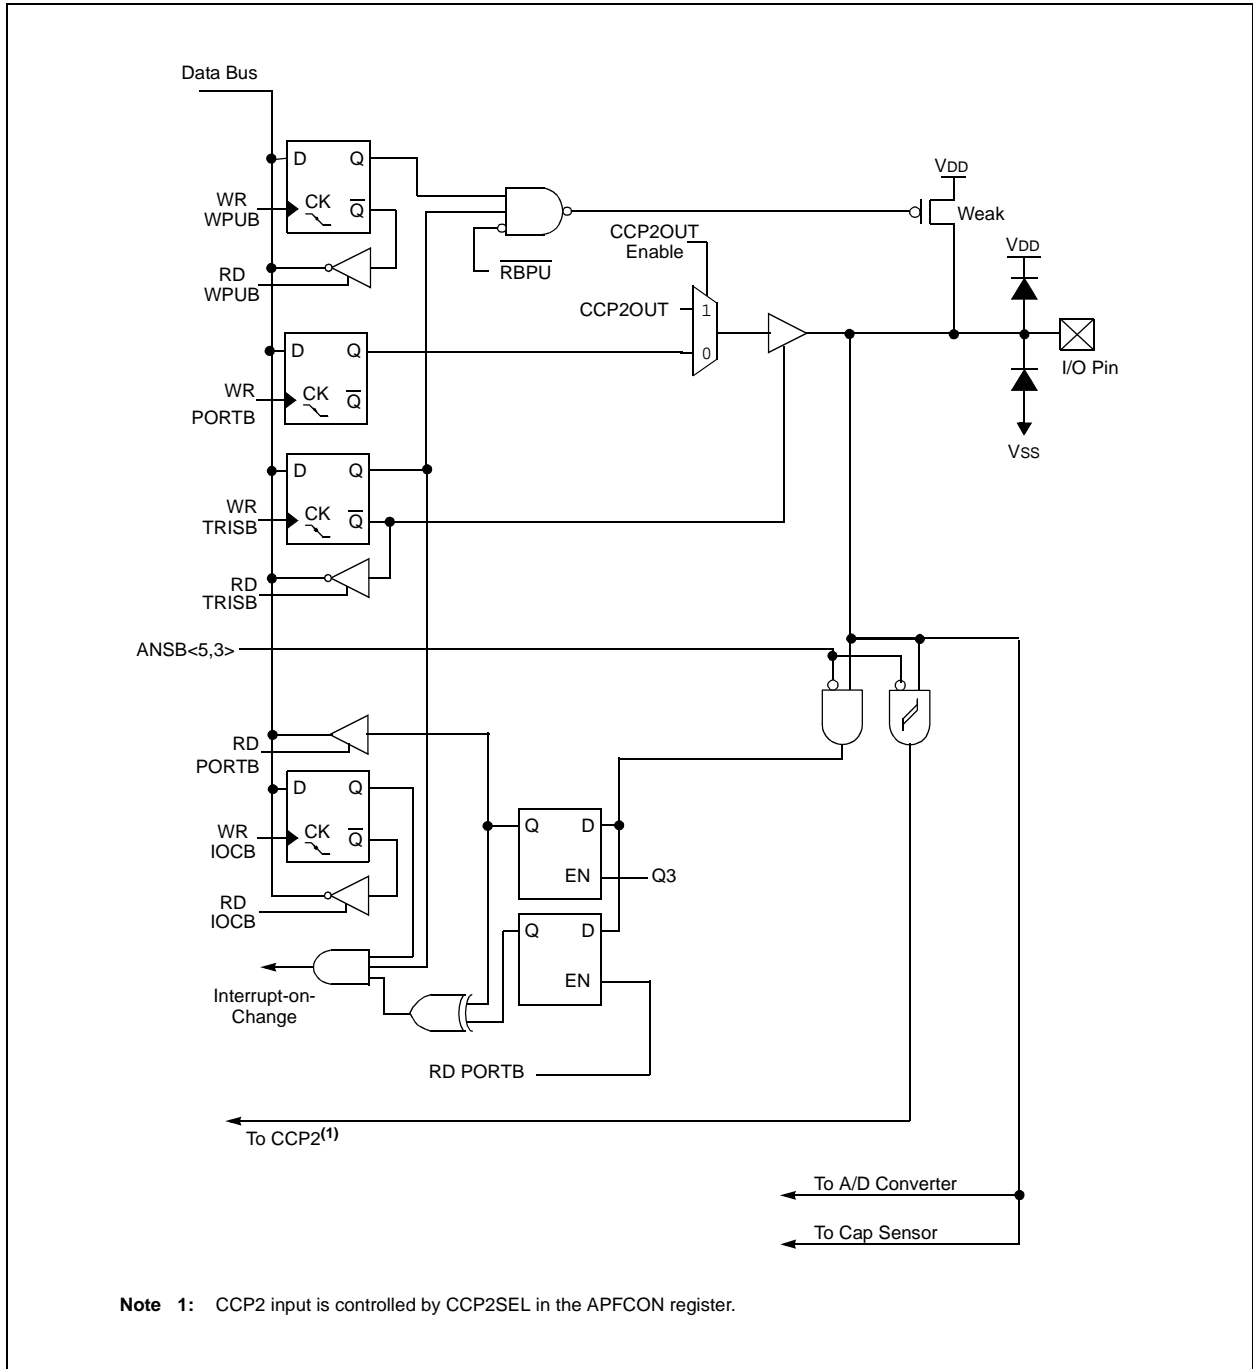 Data Bus
D Q
WR
WPUB
CK
Q̅
RD
WPUB
R̅B̅P̅U̅
CCP2OUT
Enable
VDD
Weak
VDD
CCP2OUT
1
0
I/O Pin
VSS
D Q
WR
PORTB
CK
Q̅
D Q
WR
TRISB
CK
Q̅
RD
TRISB
ANSB<5,3>
RD
PORTB
D Q
WR
IOCB
CK
Q̅
RD
IOCB
Q D
EN
Q3
Q D
EN
Interrupt-on-
Change
RD PORTB
To CCP2(1)
To A/D Converter
To Cap Sensor
Note 1: CCP2 input is controlled by CCP2SEL in the APFCON register.